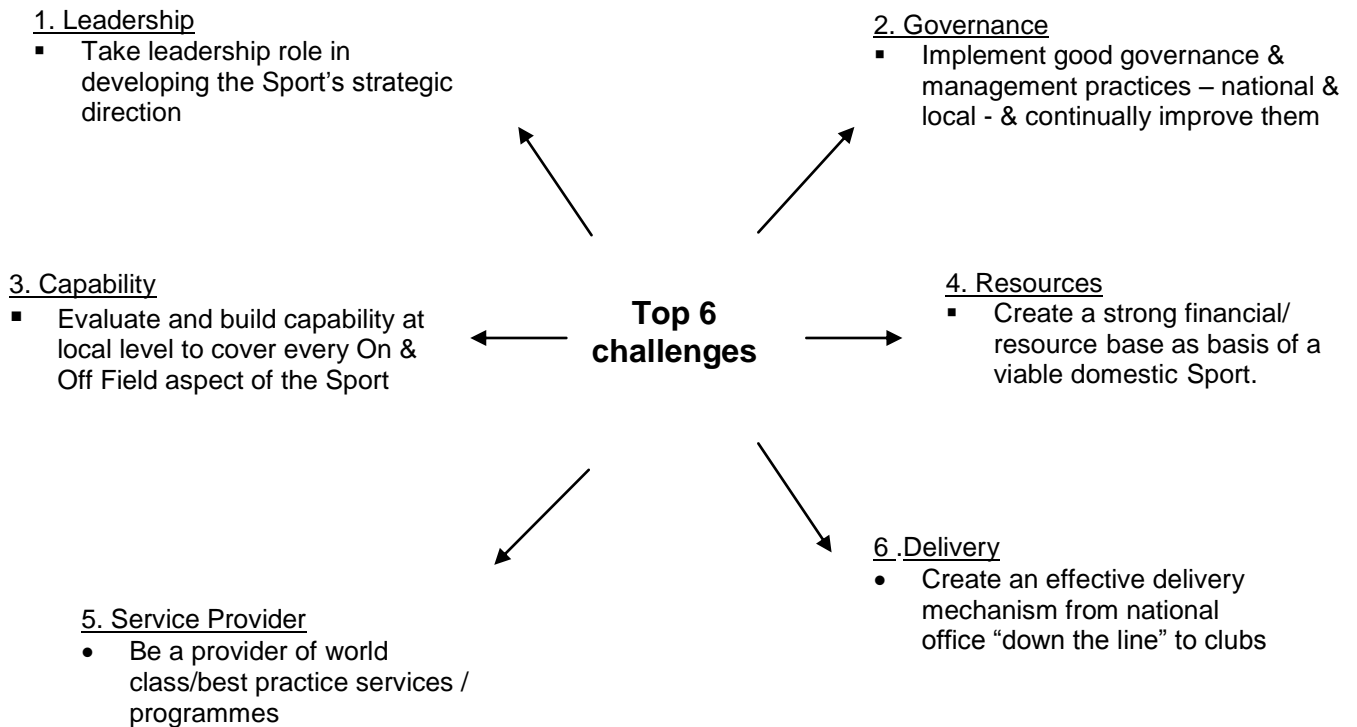 1. Leadership
▪ Take leadership role in
developing the Sport’s strategic
direction
2. Governance
▪ Implement good governance &
management practices – national &
local - & continually improve them
3. Capability
▪ Evaluate and build capability at
local level to cover every On &
Off Field aspect of the Sport
Top 6
challenges
4. Resources
▪ Create a strong financial/
resource base as basis of a
viable domestic Sport.
5. Service Provider
• Be a provider of world
class/best practice services /
programmes
6 .Delivery
• Create an effective delivery
mechanism from national
office “down the line” to clubs